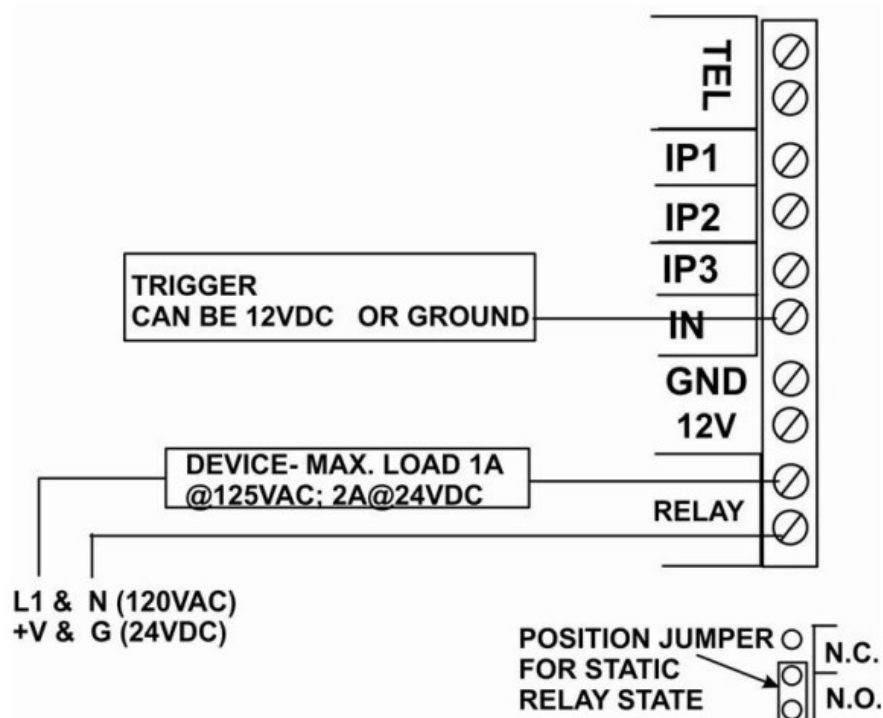 TEL
IP1
IP2
IP3
TRIGGER
CAN BE 12VDC OR GROUND
IN
GND
12V
DEVICE- MAX. LOAD 1A
@125VAC; 2A@24VDC
RELAY
L1 & N (120VAC)
+V & G (24VDC)
POSITION JUMPER
FOR STATIC
RELAY STATE
N.C.
N.O.